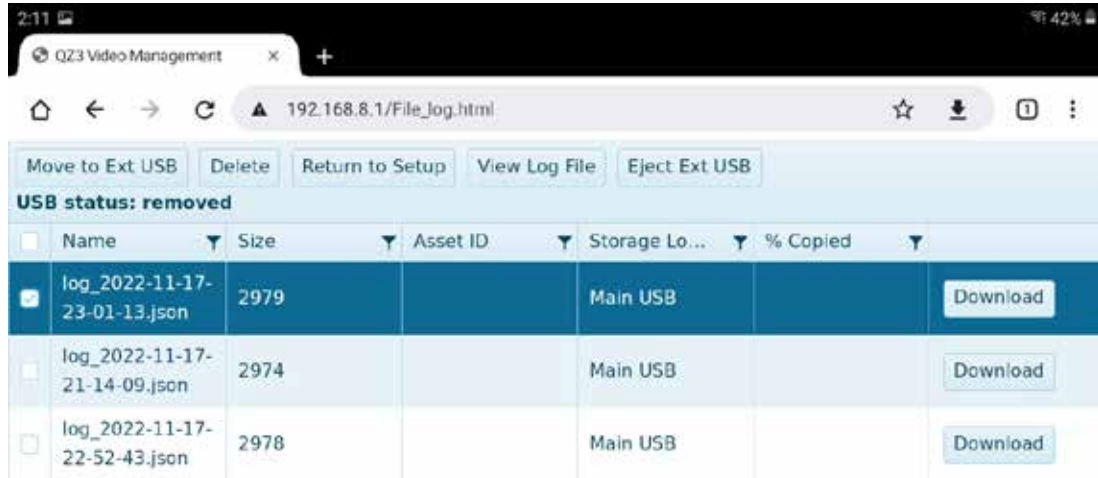 2:11 42%
QZ3 Video Management × +
192.168.8.1/File_log.html 1
Move to Ext USB Delete Return to Setup View Log File Eject Ext USB
USB status: removed
Name Size Asset ID Storage Lo... % Copied
log_2022-11-17-
23-01-13.json 2979 Main USB Download
log_2022-11-17-
21-14-09.json 2974 Main USB Download
log_2022-11-17-
22-52-43.json 2978 Main USB Download